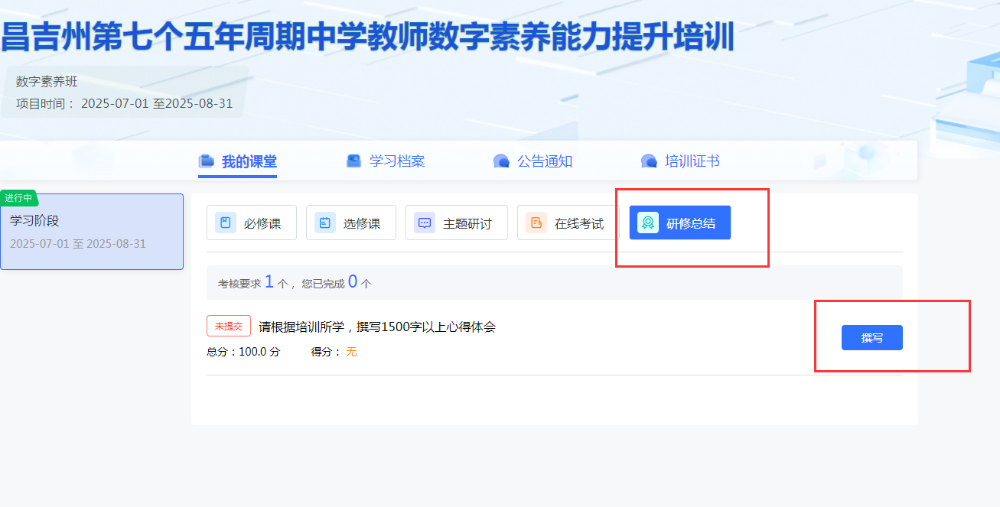 昌吉州第七个五年周期中学教师数字素养能力提升培训
数字素养班
项目时间： 2025-07-01 至2025-08-31
我的课堂 学习档案 公告通知 培训证书
进行中
学习阶段
2025-07-01 至 2025-08-31
必修课 选修课 主题研讨 在线考试 研修总结
考核要求 1 个， 您已完成 0 个
未提交 请根据培训所学，撰写1500字以上心得体会
撰写
总分：100.0 分 得分： 无